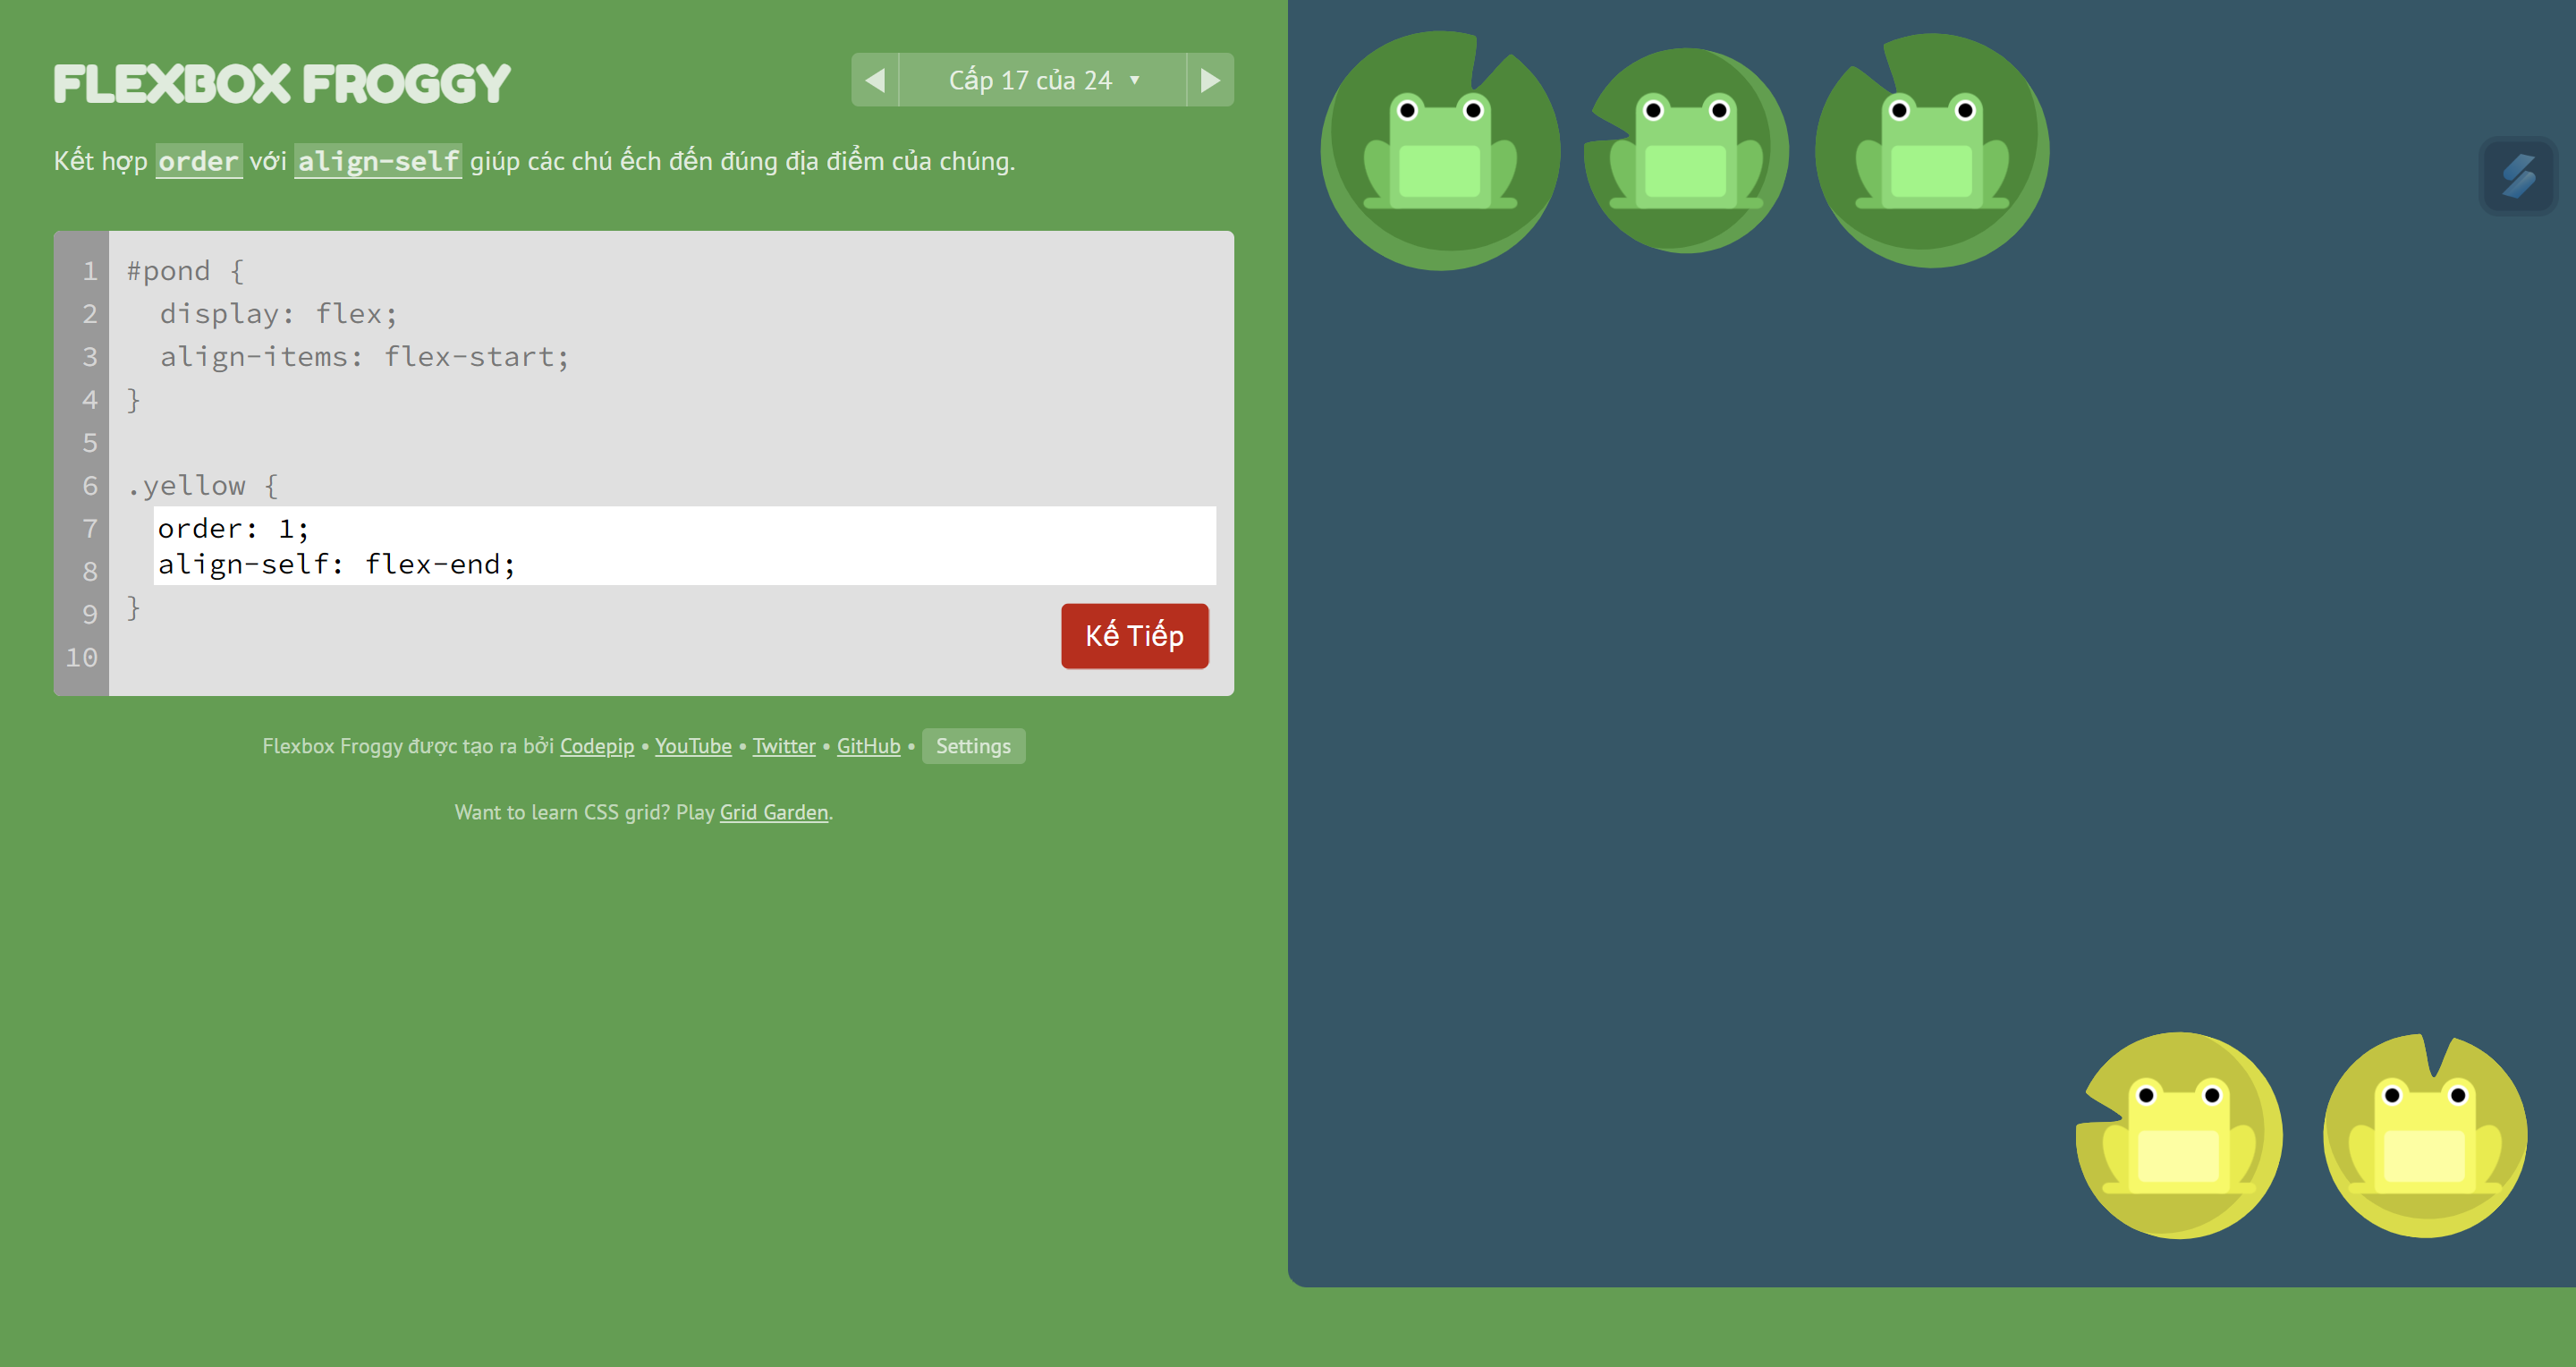 FLEXBOX FROGGY
Cấp 17 của 24 ▼
Kết hợp order với align-self giúp các chú ếch đến đúng địa điểm của chúng.
1 #pond {
2 display: flex;
3 align-items: flex-start;
4 }
5
6 .yellow {
7 order: 1;
8 align-self: flex-end;
9 }
10
Kế Tiếp
Flexbox Froggy được tạo ra bởi Codepip • YouTube • Twitter • GitHub • Settings
Want to learn CSS grid? Play Grid Garden.